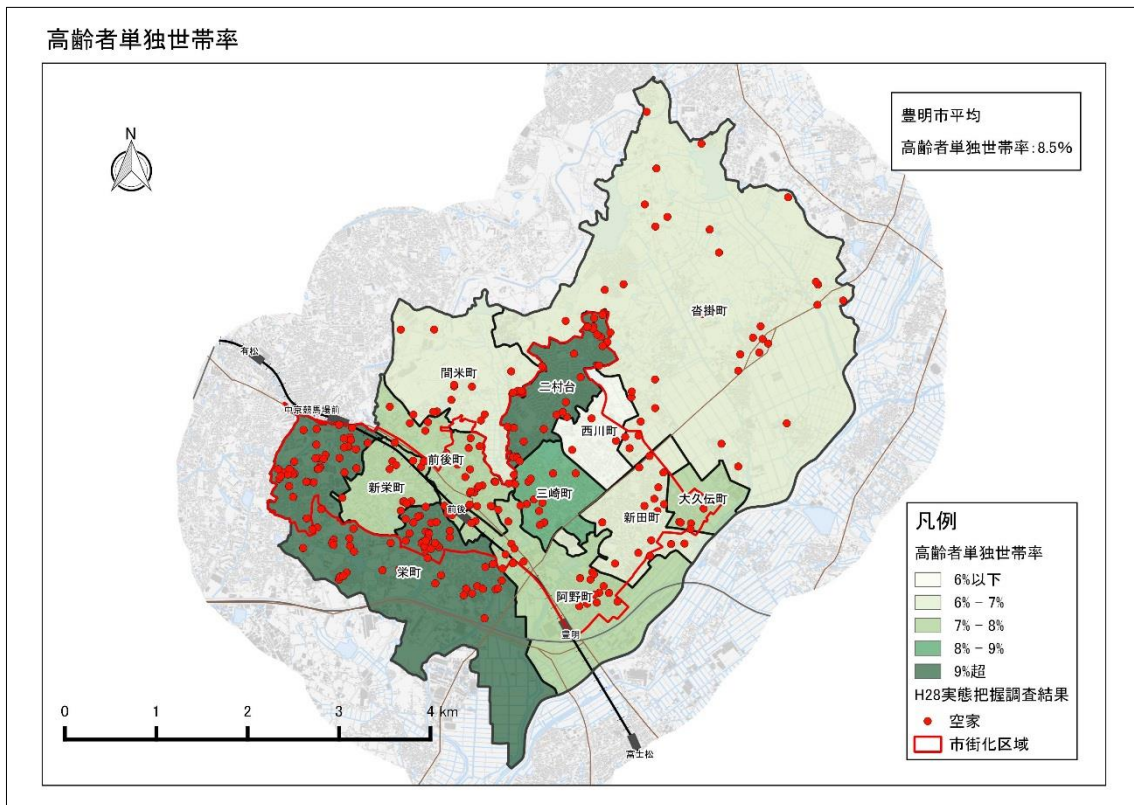 高齢者単独世帯率
豊明市平均
高齢者単独世帯率:8.5%
N
沓掛町
間米町
有松
二村台
中京競馬場前
西川町
前後町
新栄町
三崎町
大久伝町
前後
新田町
栄町
阿野町
豊明
富士松
0 1 2 3 4 km
凡例
高齢者単独世帯率
6%以下
6% - 7%
7% - 8%
8% - 9%
9%超
H28実態把握調査結果
空家
市街化区域